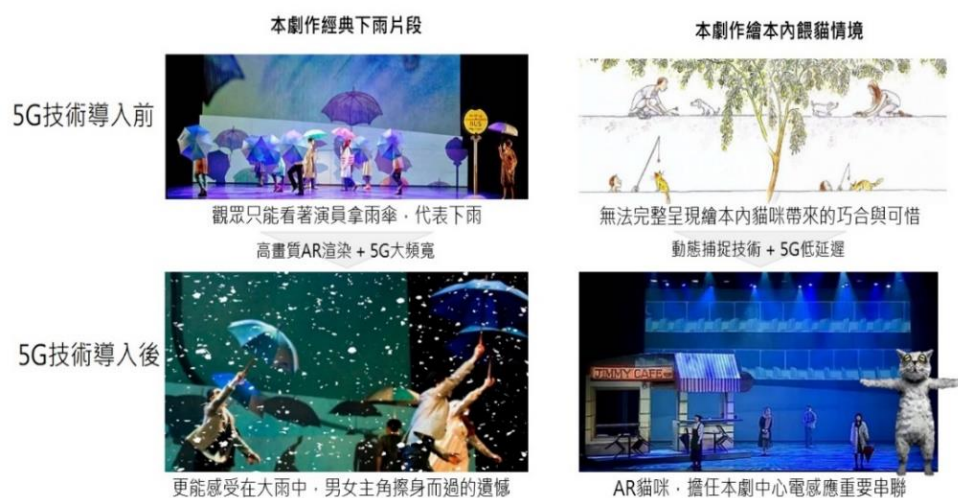 本劇作經典下雨片段
本劇作繪本內餵貓情境
5G技術導入前
BUS
觀眾只能看著演員拿雨傘，代表下雨
無法完整呈現繪本內貓咪帶來的巧合與可惜
高畫質AR渲染 + 5G大頻寬
動態捕捉技術 + 5G低延遲
5G技術導入後
JIMMY CAFE
更能感受在大雨中，男女主角擦身而過的遺憾
AR貓咪，擔任本劇中心電感應重要串聯